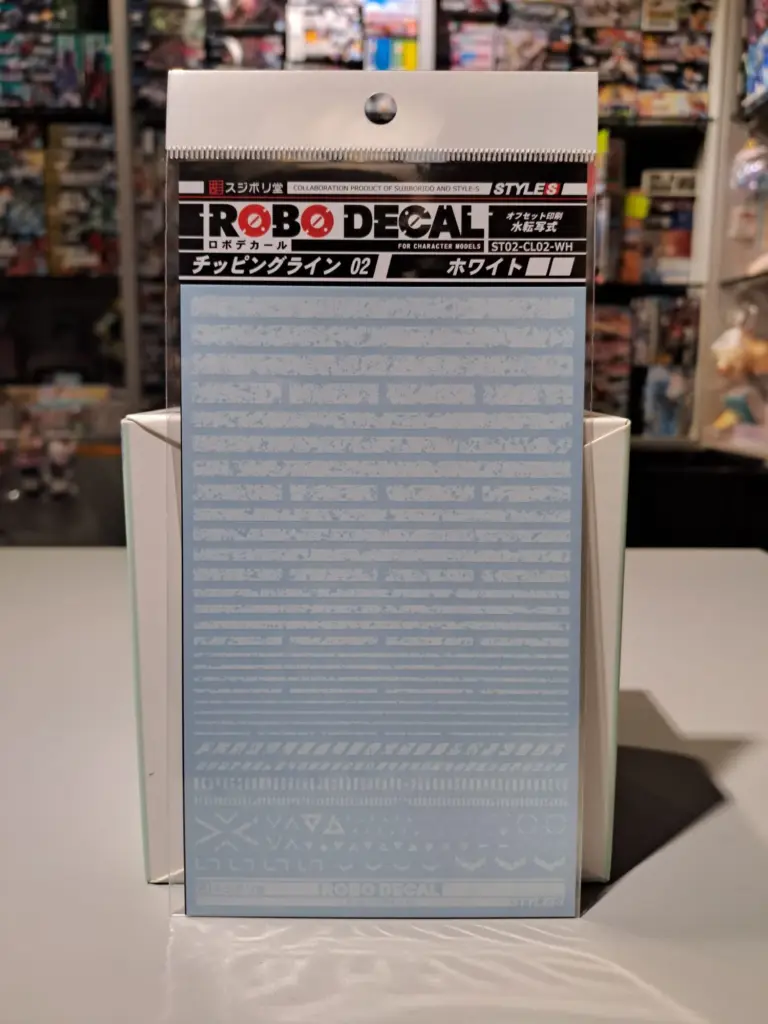 スジボリ堂 COLLABORATION PRODUCT OF SUJIBORIDO AND STYLE-S STYLE S
ROBO DECAL オフセット印刷
水転写式
ロボデカール FOR CHARACTER MODELS ST02-CL02-WH
チッピングライン 02 ホワイト
ROBO DECAL
STYLE S